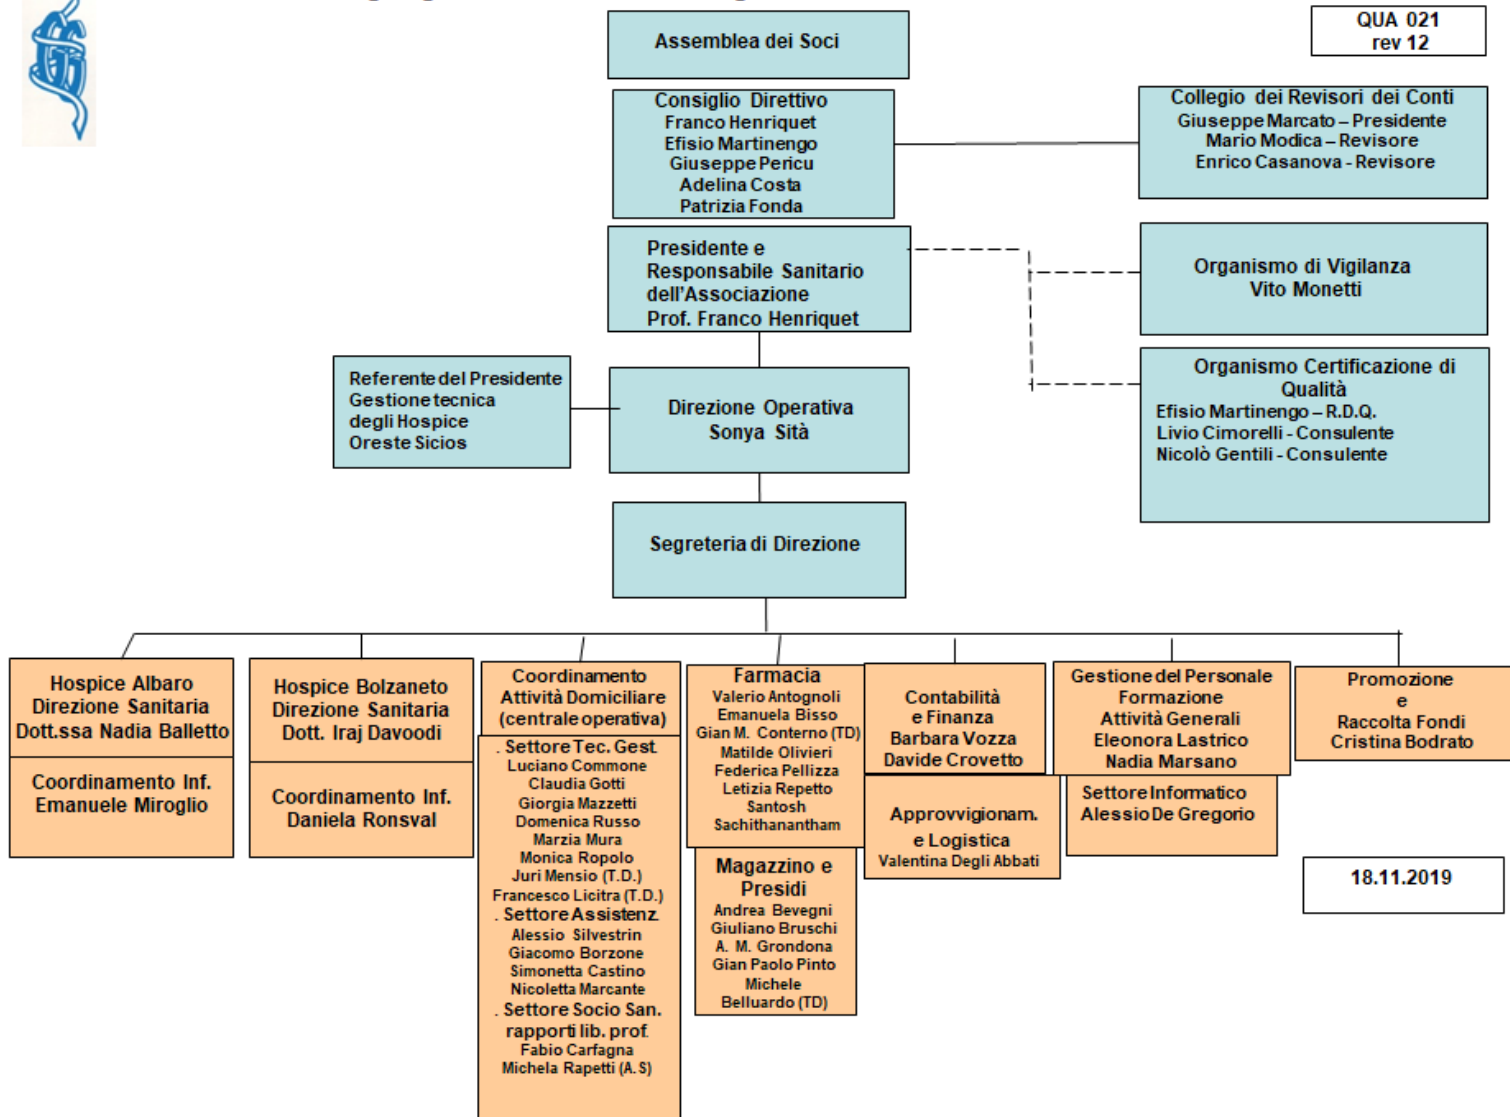 Assemblea dei Soci
QUA 021
rev 12
Consiglio Direttivo
Franco Henriquet
Efisio Martinengo
Giuseppe Pericu
Adelina Costa
Patrizia Fonda
Collegio dei Revisori dei Conti
Giuseppe Marcato – Presidente
Mario Modica – Revisore
Enrico Casanova - Revisore
Presidente e
Responsabile Sanitario
dell'Associazione
Prof. Franco Henriquet
Organismo di Vigilanza
Vito Monetti
Referente del Presidente
Gestione tecnica
degli Hospice
Oreste Sicios
Direzione Operativa
Sonya Sità
Organismo Certificazione di
Qualità
Efisio Martinengo – R.D.Q.
Livio Cimorelli - Consulente
Nicolò Gentili - Consulente
Segreteria di Direzione
Hospice Albaro
Direzione Sanitaria
Dott.ssa Nadia Balletto
Coordinamento Inf.
Emanuele Miroglio
Hospice Bolzaneto
Direzione Sanitaria
Dott. Iraj Davoodi
Coordinamento Inf.
Daniela Ronsval
Coordinamento
Attività Domiciliare
(centrale operativa)
. Settore Tec. Gest.
Luciano Commone
Claudia Gotti
Giorgia Mazzetti
Domenica Russo
Marzia Mura
Monica Ropolo
Juri Mensio (T.D.)
Francesco Licitra (T.D.)
. Settore Assistenz.
Alessio Silvestrin
Giacomo Borzone
Simonetta Castino
Nicoletta Marcante
. Settore Socio San.
rapporti lib. prof.
Fabio Carfagna
Michela Rapetti (A.S)
Farmacia
Valerio Antognoli
Emanuela Bisso
Gian M. Conterno (TD)
Matilde Olivieri
Federica Pellizza
Letizia Repetto
Santosh
Sachithanantham
Magazzino e
Presidi
Andrea Bevegni
Giuliano Bruschi
A. M. Grondona
Gian Paolo Pinto
Michele
Belluardo (TD)
Contabilità
e Finanza
Barbara Vozza
Davide Crovetto
Approvvigionam.
e Logistica
Valentina Degli Abbati
Gestione del Personale
Formazione
Attività Generali
Eleonora Lastrico
Nadia Marsano
Settore Informatico
Alessio De Gregorio
Promozione
e
Raccolta Fondi
Cristina Bodrato
18.11.2019